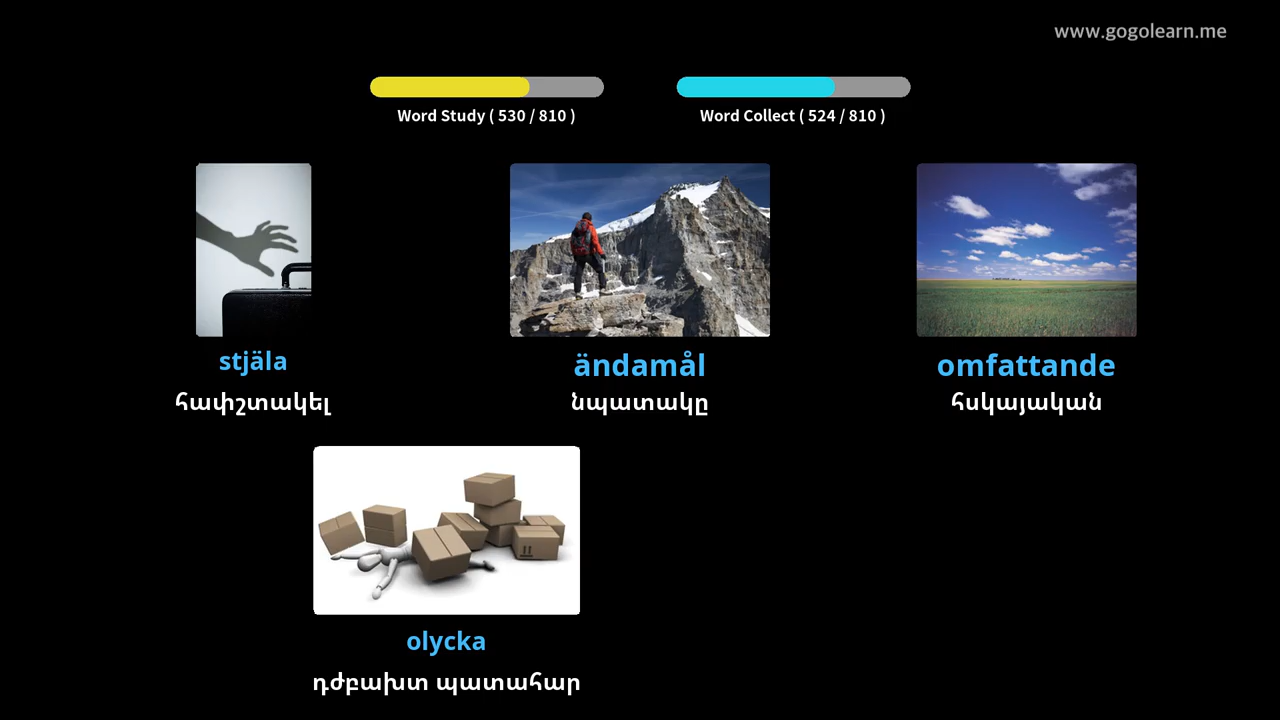 www.gogolearn.me
Word Study ( 530 / 810 )
Word Collect ( 524 / 810 )
stjäla
հափշտակել
ändamål
նպատակը
omfattande
հսկայական
olycka
դժբախտ պատահար